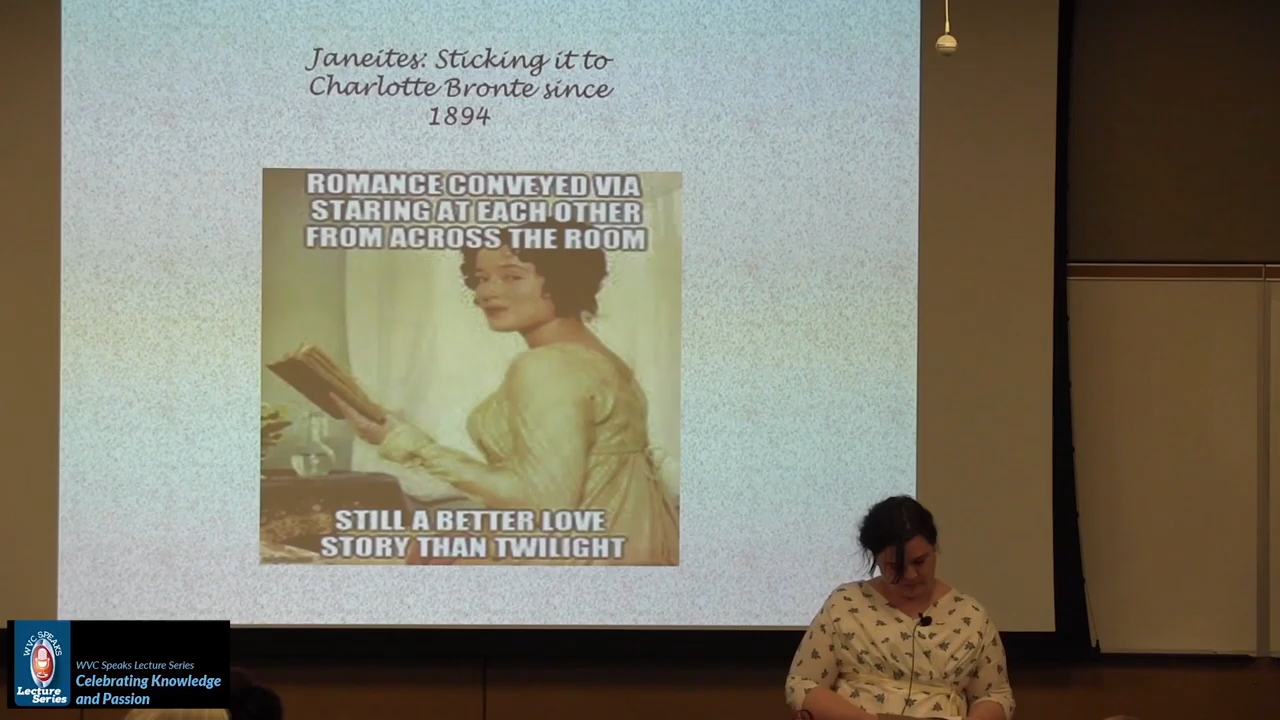 Janeites: Sticking it to
Charlotte Bronte since
1894
ROMANCE CONVEYED VIA
STARING AT EACH OTHER
FROM ACROSS THE ROOM
STILL A BETTER LOVE
STORY THAN TWILIGHT
WVC SPEAKS
Lecture
Series
WVC Speaks Lecture Series
Celebrating Knowledge
and Passion